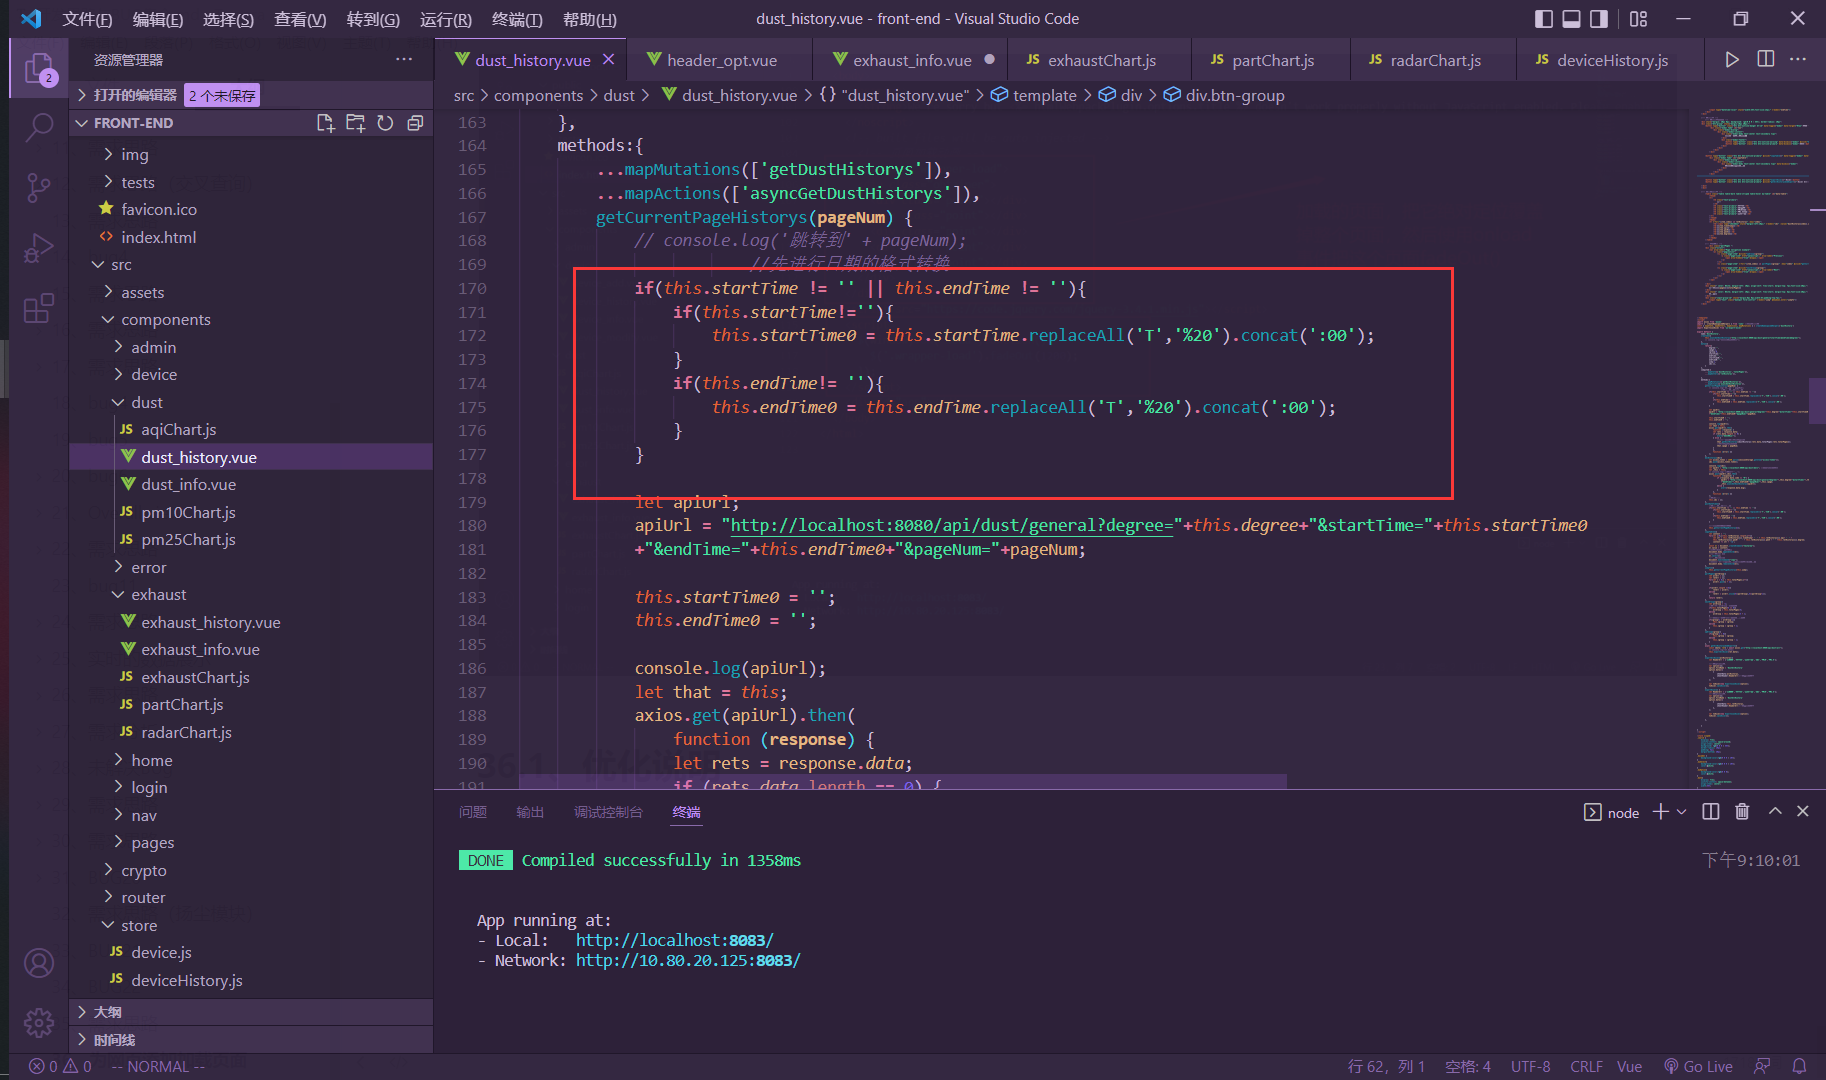 文件(F) 编辑(E) 选择(S) 查看(V) 转到(G) 运行(R) 终端(T) 帮助(H) dust_history.vue - front-end - Visual Studio Code
资源管理器 ···
dust_history.vue header_opt.vue exhaust_info.vue JS exhaustChart.js JS partChart.js JS radarChart.js JS deviceHistory.js ···
2
打开的编辑器 2 个未保存
src > components > dust > dust_history.vue > {} "dust_history.vue" > template > div > div.btn-group
FRONT-END
img
tests
favicon.ico
index.html
src
assets
components
admin
device
dust
JS aqiChart.js
dust_history.vue
dust_info.vue
JS pm10Chart.js
JS pm25Chart.js
error
exhaust
exhaust_history.vue
exhaust_info.vue
JS exhaustChart.js
JS partChart.js
JS radarChart.js
home
login
nav
pages
crypto
router
store
JS device.js
JS deviceHistory.js
大纲
时间线
163 },
164 methods:{
165 ...mapMutations(['getDustHistorys']),
166 ...mapActions(['asyncGetDustHistorys']),
167 getCurrentPageHistorys(pageNum) {
168 // console.log('跳转到' + pageNum);
169 //先进行日期的格式转换
170 if(this.startTime != '' || this.endTime != ''){
171 if(this.startTime!=''){
172 this.startTime0 = this.startTime.replaceAll('T','%20').concat(':00');
173 }
174 if(this.endTime!= ''){
175 this.endTime0 = this.endTime.replaceAll('T','%20').concat(':00');
176 }
177 }
178
179 let apiUrl;
180 apiUrl = "http://localhost:8080/api/dust/general?degree="+this.degree+"&startTime="+this.startTime0
181 +"&endTime="+this.endTime0+"&pageNum="+pageNum;
182
183 this.startTime0 = '';
184 this.endTime0 = '';
185
186 console.log(apiUrl);
187 let that = this;
188 axios.get(apiUrl).then(
189 function (response) {
190 let rets = response.data;
191 if (rets.data.length == 0) {
问题 输出 调试控制台 终端 node
DONE Compiled successfully in 1358ms 下午9:10:01
App running at:
- Local: http://localhost:8083/
- Network: http://10.80.20.125:8083/
0 0 -- NORMAL -- 行 62，列 1 空格: 4 UTF-8 CRLF Vue Go Live